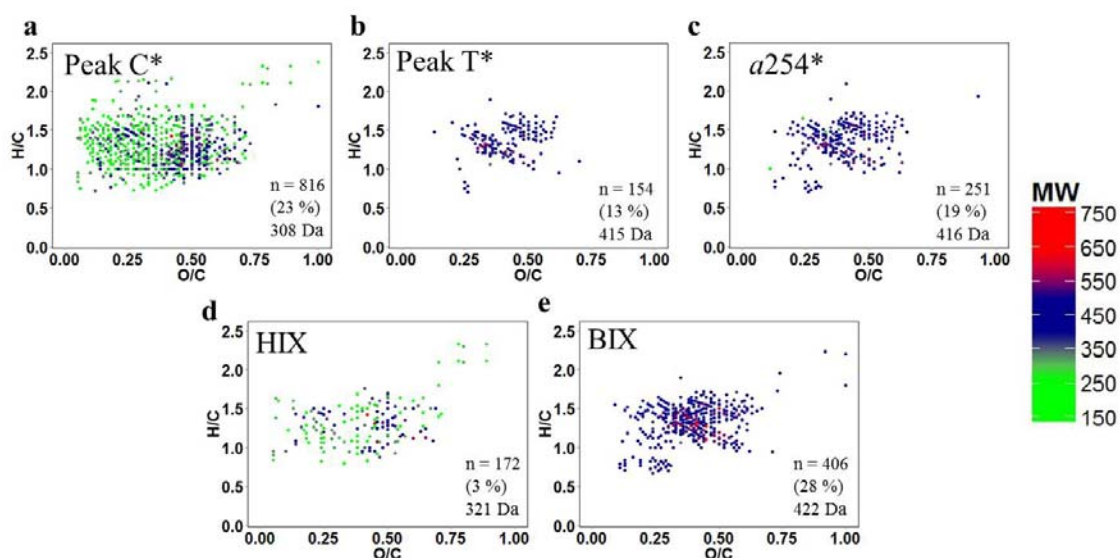 a
Peak C*
2.5
2.0
1.5
1.0
0.5
0.0
H/C
0.00 0.25 0.50 0.75 1.00
O/C
n = 816
(23 %)
308 Da
b
Peak T*
2.5
2.0
1.5
1.0
0.5
0.0
H/C
0.00 0.25 0.50 0.75 1.00
O/C
n = 154
(13 %)
415 Da
c
a254*
2.5
2.0
1.5
1.0
0.5
0.0
H/C
0.00 0.25 0.50 0.75 1.00
O/C
n = 251
(19 %)
416 Da
MW
750
650
550
450
350
250
150
d
HIX
2.5
2.0
1.5
1.0
0.5
0.0
H/C
0.00 0.25 0.50 0.75 1.00
O/C
n = 172
(3 %)
321 Da
e
BIX
2.5
2.0
1.5
1.0
0.5
0.0
H/C
0.00 0.25 0.50 0.75 1.00
O/C
n = 406
(28 %)
422 Da